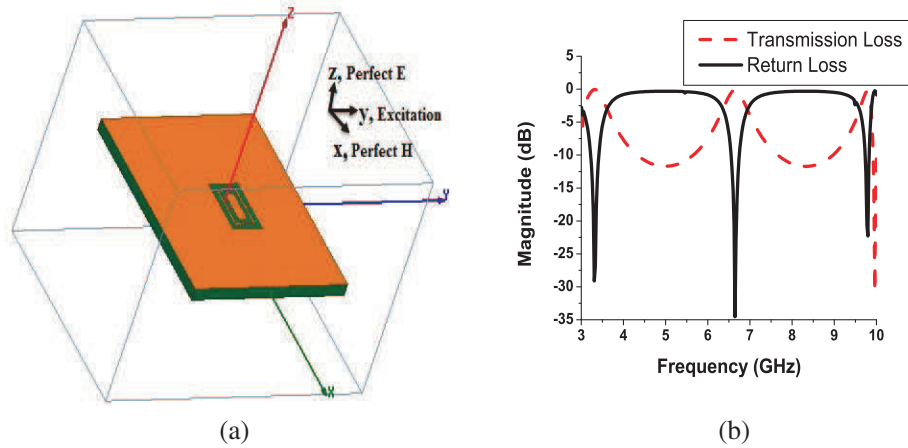 Z
Z, Perfect E
y, Excitation
x, Perfect H
Y
X
(a)
Transmission Loss
Return Loss
5
0
-5
-10
-15
-20
-25
-30
-35
Magnitude (dB)
3 4 5 6 7 8 9 10
Frequency (GHz)
(b)